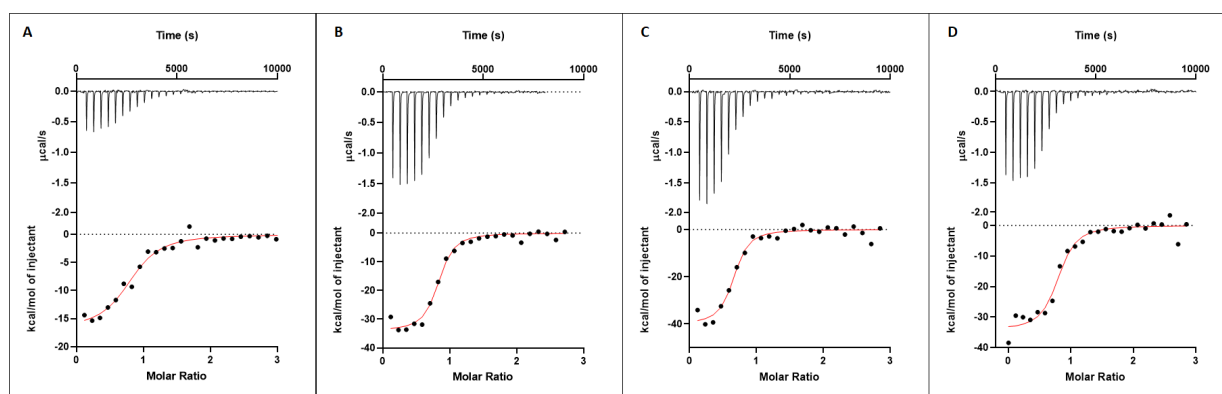 A
Time (s)
0 5000 10000
0.0
-0.5
-1.0
-1.5
-2.0
µcal/s
0
-5
-10
-15
-20
kcal/mol of injectant
0 1 2 3
Molar Ratio
B
Time (s)
0 5000 10000
0.0
-0.5
-1.0
-1.5
-2.0
µcal/s
0
-10
-20
-30
-40
kcal/mol of injectant
0 1 2 3
Molar Ratio
C
Time (s)
0 5000 10000
0.0
-0.5
-1.0
-1.5
-2.0
µcal/s
0
-20
-40
kcal/mol of injectant
0 1 2 3
Molar Ratio
D
Time (s)
0 5000 10000
0.0
-0.5
-1.0
-1.5
-2.0
µcal/s
0
-10
-20
-30
-40
kcal/mol of injectant
0 1 2 3
Molar Ratio